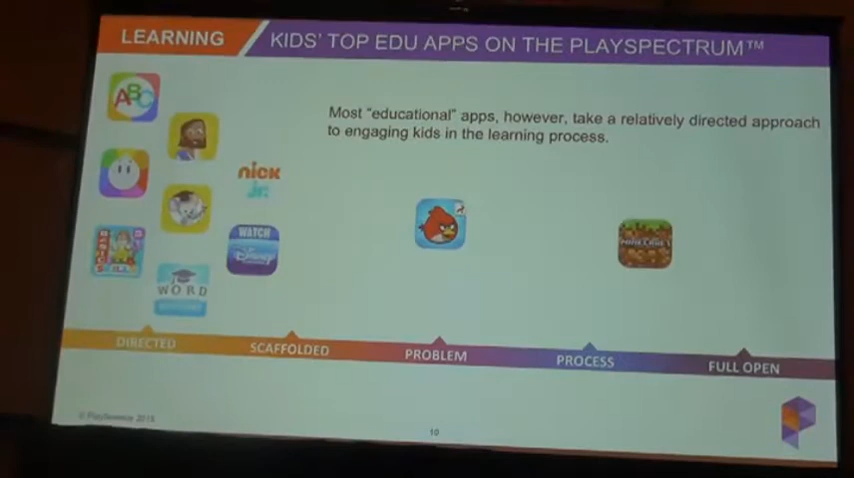 LEARNING
KIDS' TOP EDU APPS ON THE PLAYSPECTRUM™
Most “educational” apps, however, take a relatively directed approach
to engaging kids in the learning process.
ABC
nick
jr.
WATCH
Disney
WORD
MINECRAFT
DIRECTED
SCAFFOLDED
PROBLEM
PROCESS
FULL OPEN
10